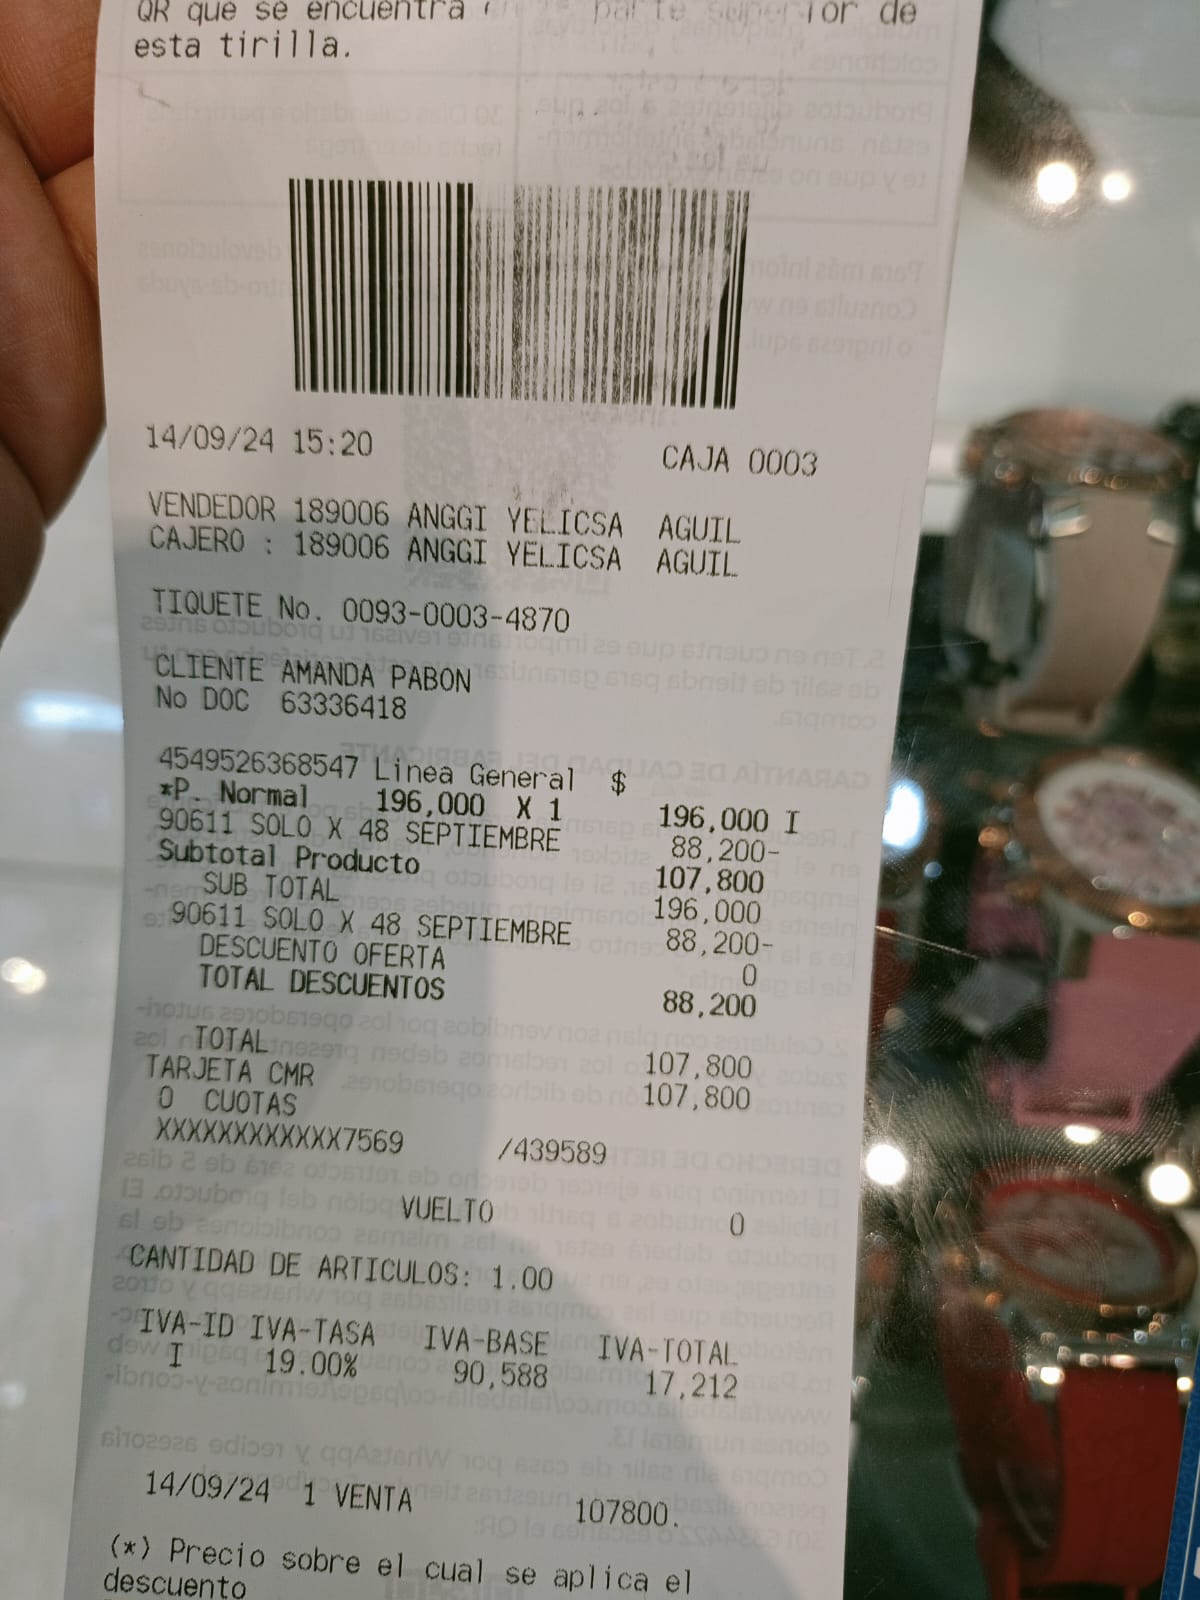 QR que se encuentra en la parte superior de
esta tirilla.
14/09/24 15:20 CAJA 0003
VENDEDOR 189006 ANGGI YELICSA AGUIL
CAJERO : 189006 ANGGI YELICSA AGUIL
TIQUETE No. 0093-0003-4870
CLIENTE AMANDA PABON
No DOC 63336418
4549526368547 Linea General $
*P. Normal 196,000 X 1 196,000 I
90611 SOLO X 48 SEPTIEMBRE 88,200-
Subtotal Producto 107,800
SUB TOTAL 196,000
90611 SOLO X 48 SEPTIEMBRE 88,200-
DESCUENTO OFERTA 0
TOTAL DESCUENTOS 88,200
TOTAL 107,800
TARJETA CMR 107,800
0 CUOTAS
XXXXXXXXXXXX7569 /439589
VUELTO 0
CANTIDAD DE ARTICULOS: 1.00
IVA-ID IVA-TASA IVA-BASE IVA-TOTAL
I 19.00% 90,588 17,212
14/09/24 1 VENTA 107800.
(*) Precio sobre el cual se aplica el
descuento